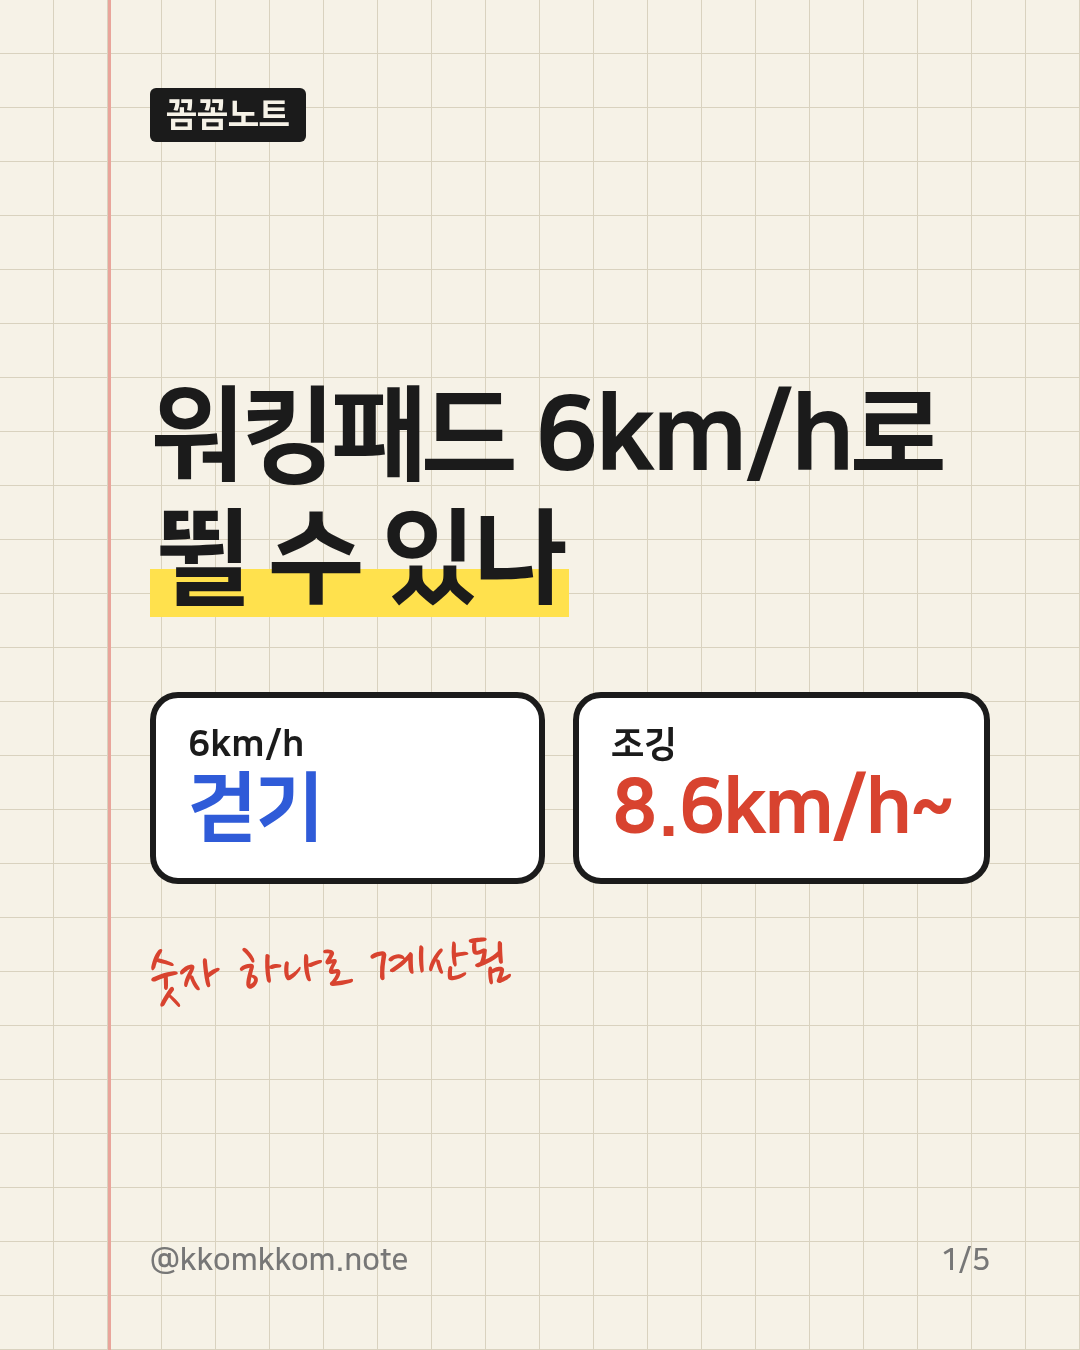 꼼꼼노트
워킹패드 6km/h로
뛸 수 있나
6km/h
걷기
조깅
8.6km/h~
숫자 하나로 계산됨
@kkomkkom.note
1/5